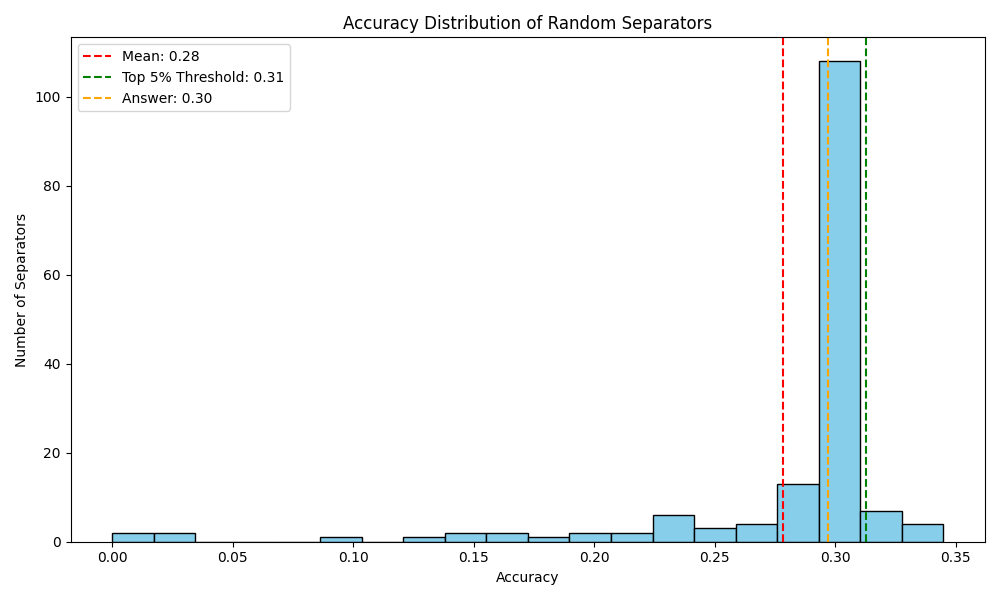 Accuracy Distribution of Random Separators
Mean: 0.28
Top 5% Threshold: 0.31
Answer: 0.30
Number of Separators
100
80
60
40
20
0
0.00 0.05 0.10 0.15 0.20 0.25 0.30 0.35
Accuracy